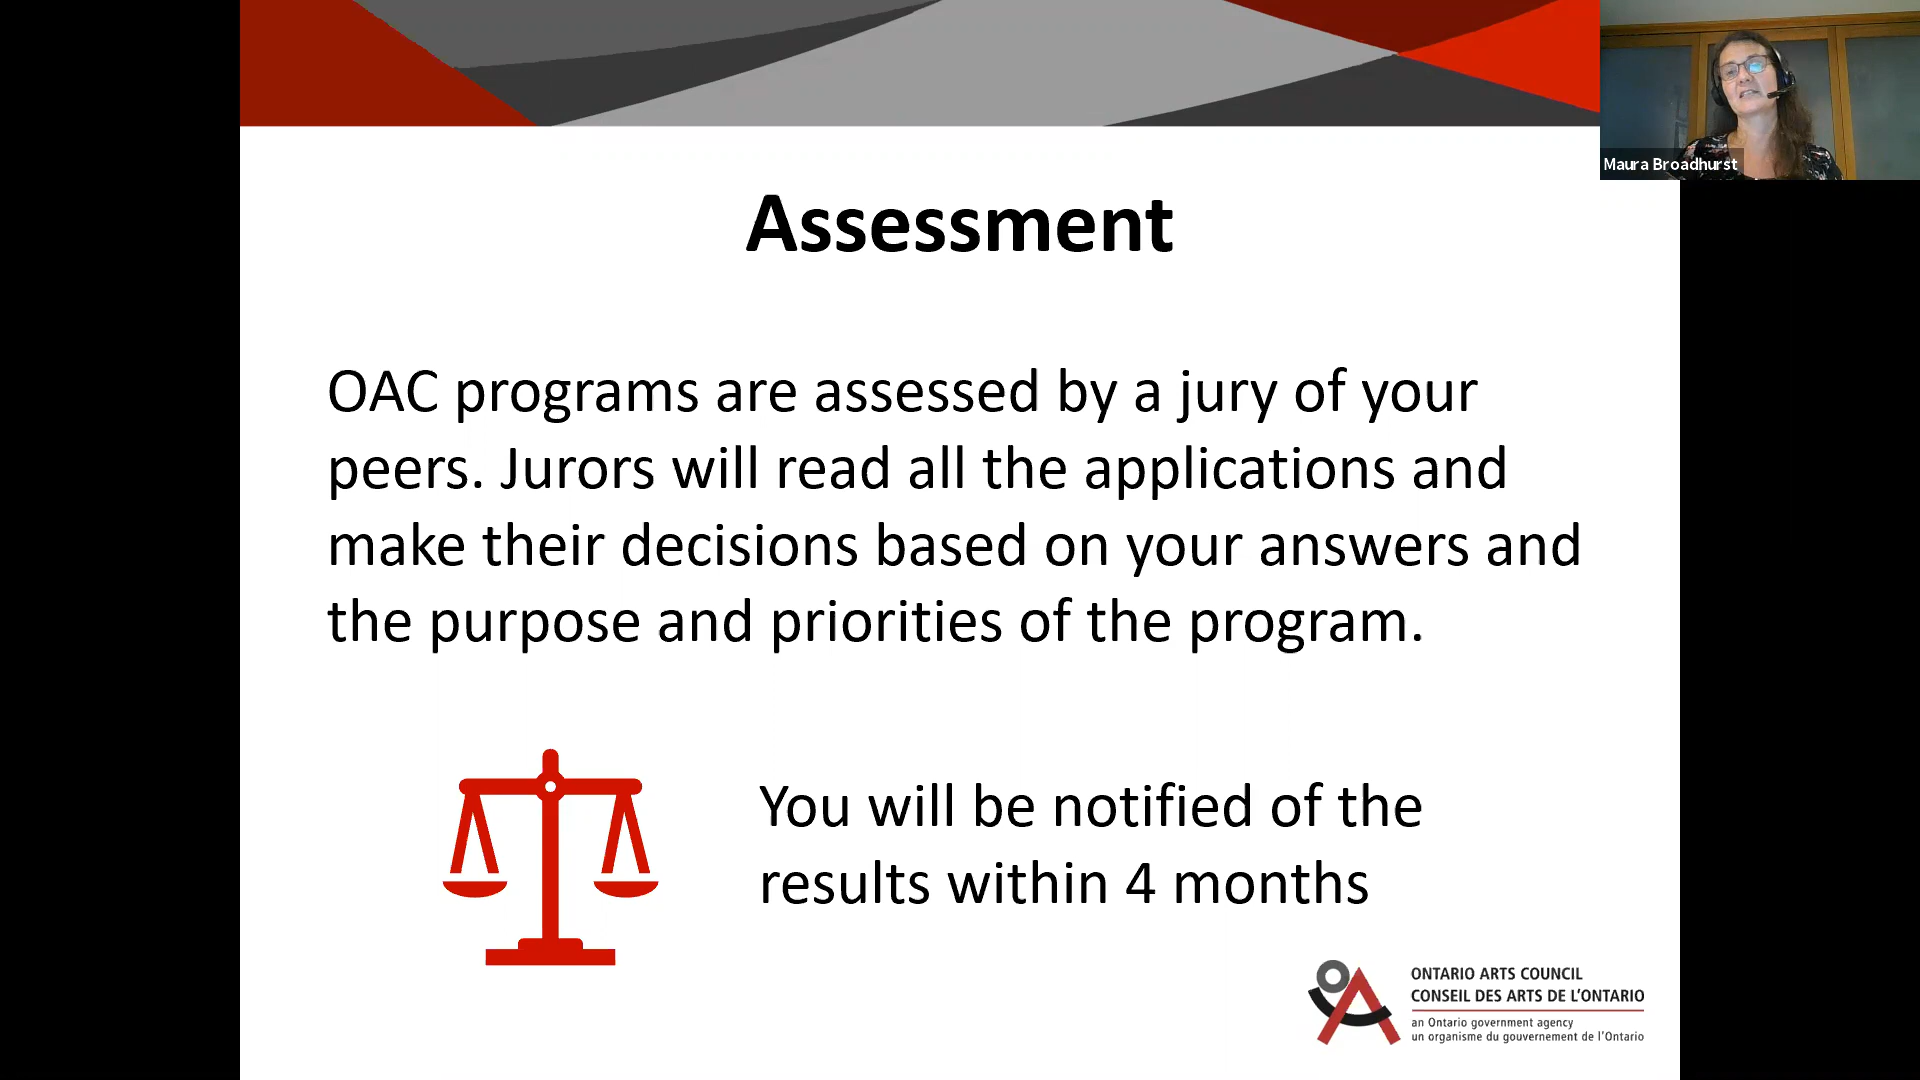 Maura Broadhurst
Assessment
OAC programs are assessed by a jury of your
peers. Jurors will read all the applications and
make their decisions based on your answers and
the purpose and priorities of the program.
You will be notified of the
results within 4 months
ONTARIO ARTS COUNCIL
CONSEIL DES ARTS DE L'ONTARIO
an Ontario government agency
un organisme du gouvernement de l'Ontario